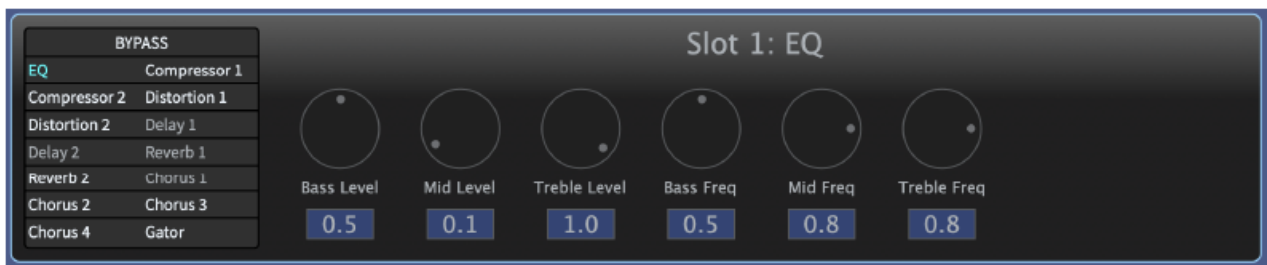 BYPASS
EQ Compressor 1
Compressor 2 Distortion 1
Distortion 2 Delay 1
Delay 2 Reverb 1
Reverb 2 Chorus 1
Chorus 2 Chorus 3
Chorus 4 Gator
Slot 1: EQ
Bass Level Mid Level Treble Level Bass Freq Mid Freq Treble Freq
0.5 0.1 1.0 0.5 0.8 0.8